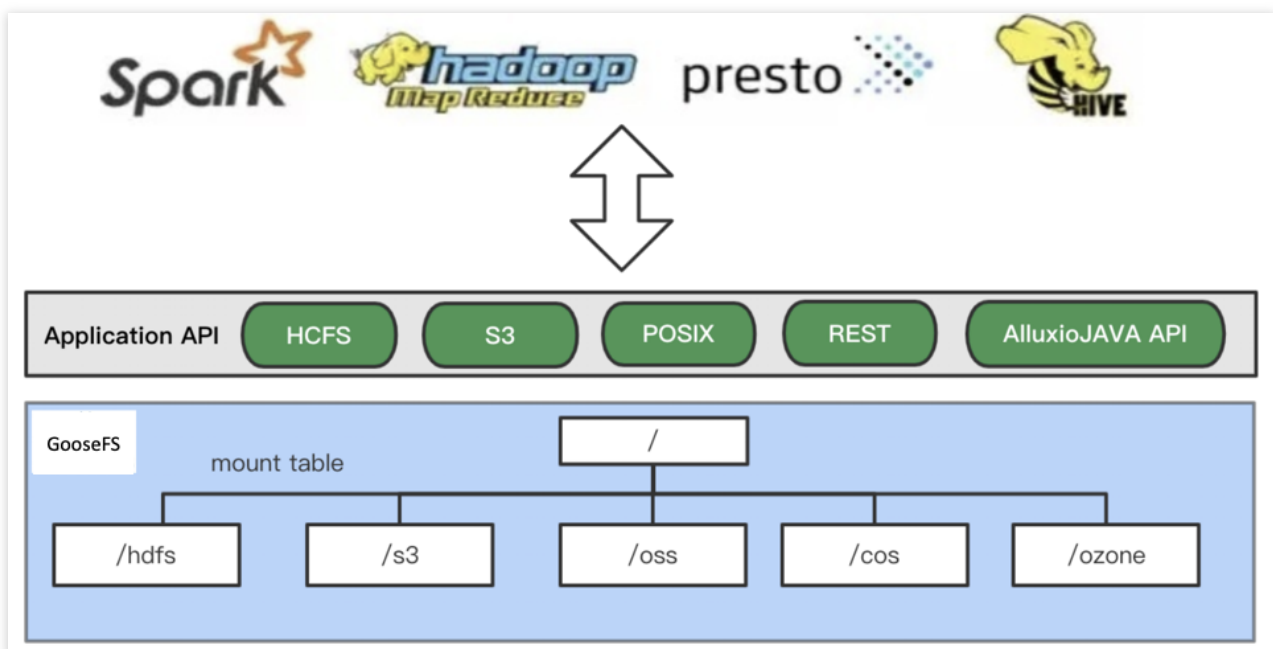 Spark
hadoop
Map Reduce
presto
HIVE
Application API HCFS S3 POSIX REST AlluxioJAVA API
GooseFS
/
mount table
/hdfs /s3 /oss /cos /ozone